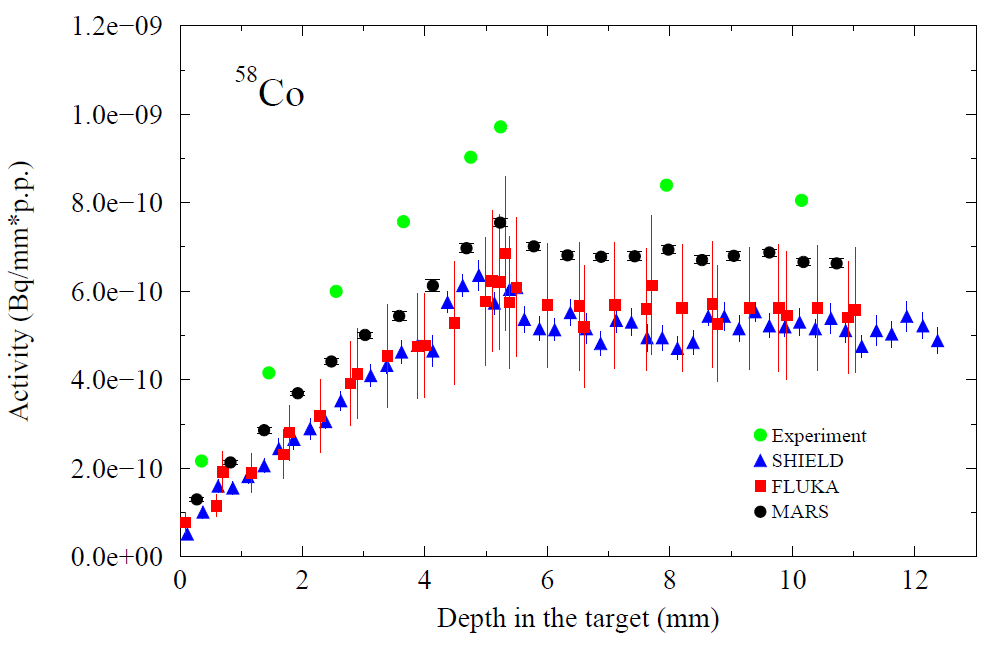 1.2e−09
1.0e−09
8.0e−10
6.0e−10
4.0e−10
2.0e−10
0.0e+00
Activity (Bq/mm*p.p.)
58Co
Experiment
SHIELD
FLUKA
MARS
0 2 4 6 8 10 12
Depth in the target (mm)